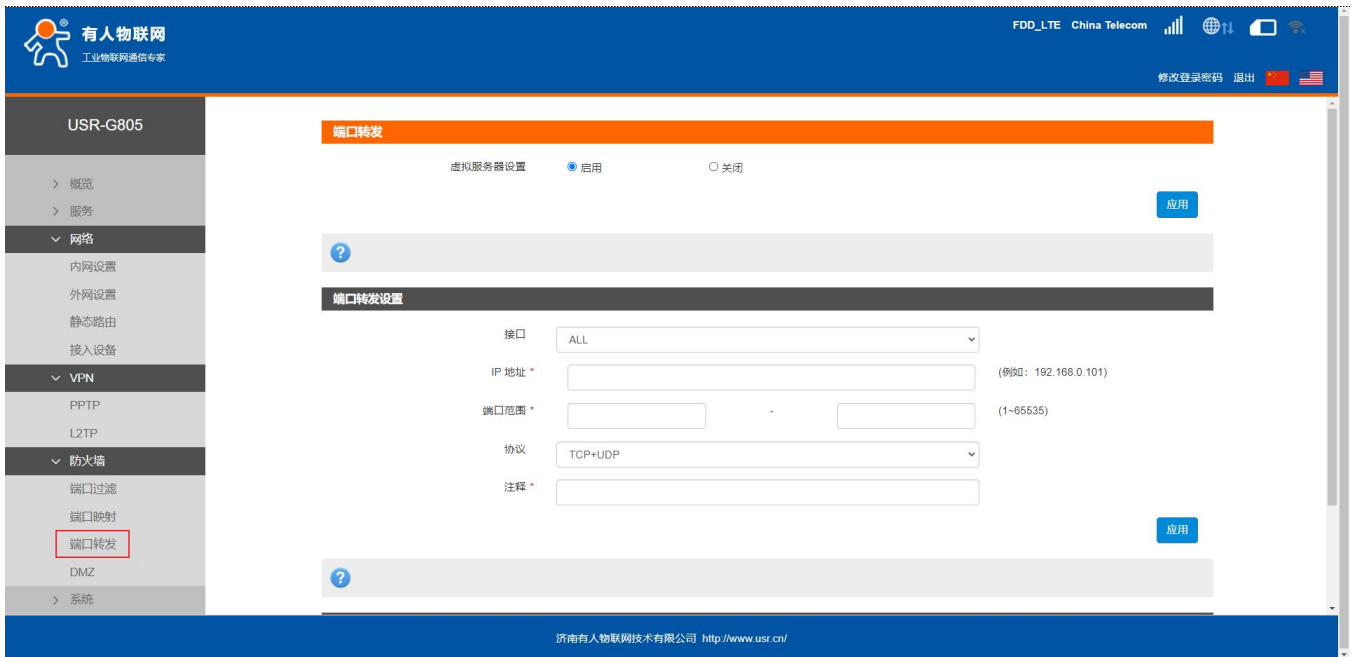 有人物联网
工业物联网通信专家
FDD_LTE China Telecom
修改登录密码 退出
USR-G805
概览
服务
网络
内网设置
外网设置
静态路由
接入设备
VPN
PPTP
L2TP
防火墙
端口过滤
端口映射
端口转发
DMZ
系统
端口转发
虚拟服务器设置 启用 关闭
应用
端口转发设置
接口 ALL
IP 地址 * (例如：192.168.0.101)
端口范围 * - (1~65535)
协议 TCP+UDP
注释 *
应用
济南有人物联网技术有限公司 http://www.usr.cn/